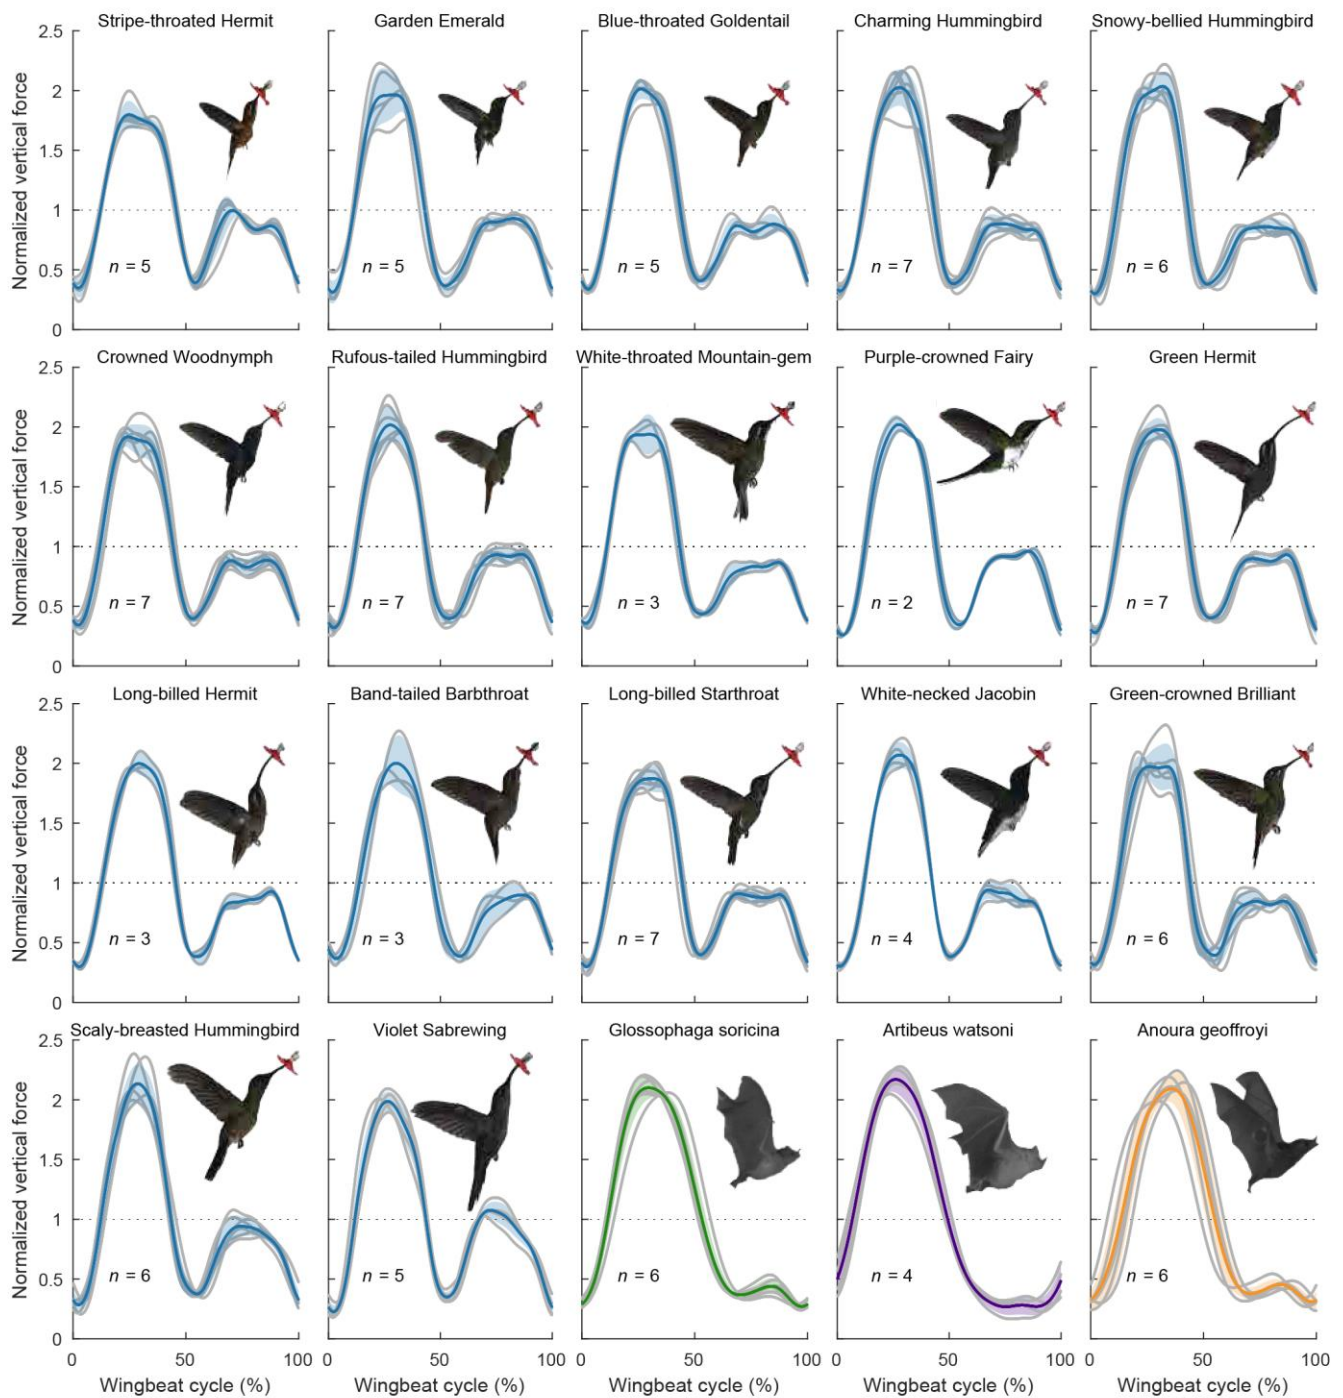 Stripe-throated Hermit
Garden Emerald
Blue-throated Goldentail
Charming Hummingbird
Snowy-bellied Hummingbird
Normalized vertical force
2.5
2
1.5
1
0.5
0
n = 5
n = 5
n = 5
n = 7
n = 6
Crowned Woodnymph
Rufous-tailed Hummingbird
White-throated Mountain-gem
Purple-crowned Fairy
Green Hermit
Normalized vertical force
2.5
2
1.5
1
0.5
0
n = 7
n = 7
n = 3
n = 2
n = 7
Long-billed Hermit
Band-tailed Barbthroat
Long-billed Starthroat
White-necked Jacobin
Green-crowned Brilliant
Normalized vertical force
2.5
2
1.5
1
0.5
0
n = 3
n = 3
n = 7
n = 4
n = 6
Scaly-breasted Hummingbird
Violet Sabrewing
Glossophaga soricina
Artibeus watsoni
Anoura geoffroyi
Normalized vertical force
2.5
2
1.5
1
0.5
0
n = 6
n = 5
n = 6
n = 4
n = 6
0 50 100
0 50 100
0 50 100
0 50 100
0 50 100
Wingbeat cycle (%)
Wingbeat cycle (%)
Wingbeat cycle (%)
Wingbeat cycle (%)
Wingbeat cycle (%)